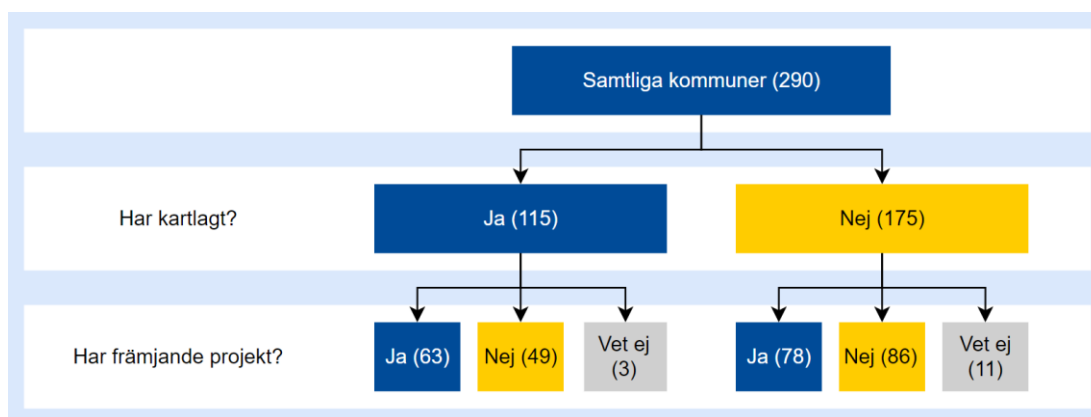 Samtliga kommuner (290)
Har kartlagt?
Ja (115)
Nej (175)
Har främjande projekt?
Ja (63)
Nej (49)
Vet ej
(3)
Ja (78)
Nej (86)
Vet ej
(11)